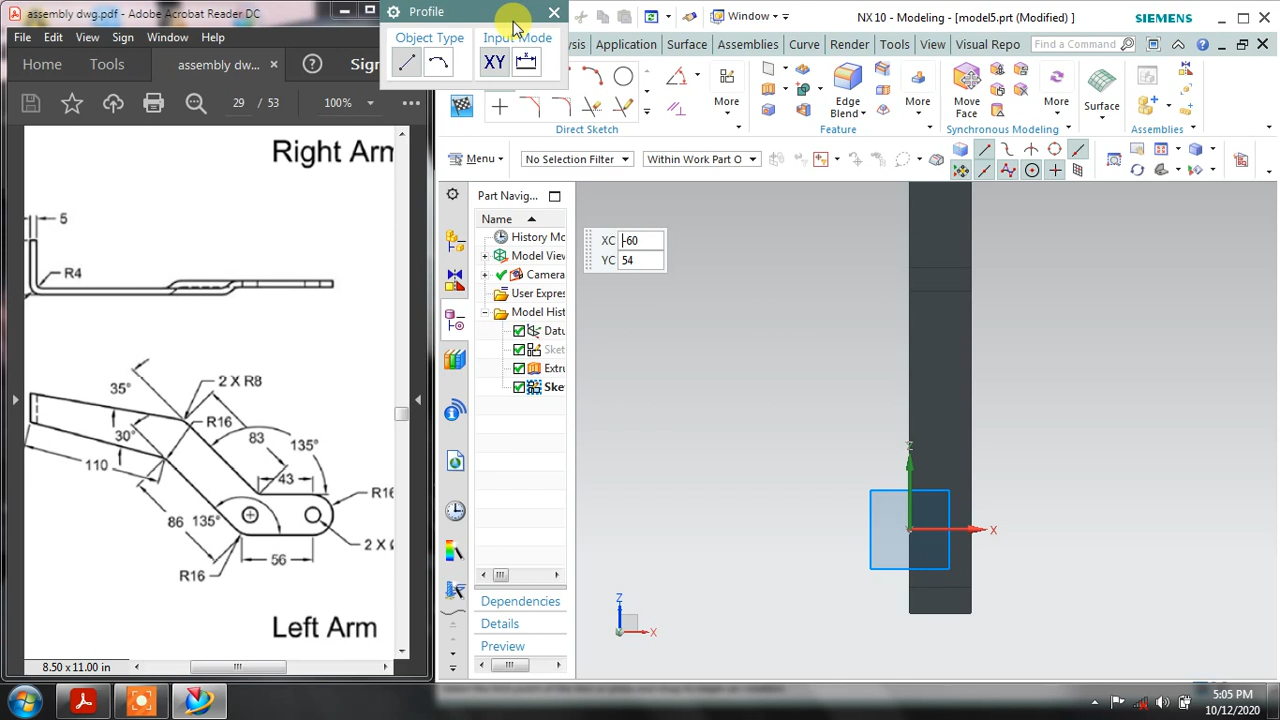 assembly dwg.pdf - Adobe Acrobat Reader DC
File Edit View Sign Window Help
Home Tools assembly dw... × Sign
29 / 53 100%
Right Arm
5
R4
35°
2 X R8
R16
30°
83
135°
110
43
R16
86 135°
2 X
56
R16
Left Arm
8.50 x 11.00 in
Profile
Object Type Input Mode
XY
Window
NX 10 - Modeling - [model5.prt (Modified) ]
SIEMENS
Application Surface Assemblies Curve Render Tools View Visual Repo Find a Command
More
Edge Blend
More
Move Face
More
Surface
Direct Sketch Feature Synchronous Modeling Assemblies
Menu No Selection Filter Within Work Part O
Part Navig...
Name
History Mo
Model View
Camera
User Expre
Model Hist
Datu
Sket
Extru
Ske
Dependencies
Details
Preview
XC -60
YC 54
Z
X
Z
X
5:05 PM
10/12/2020